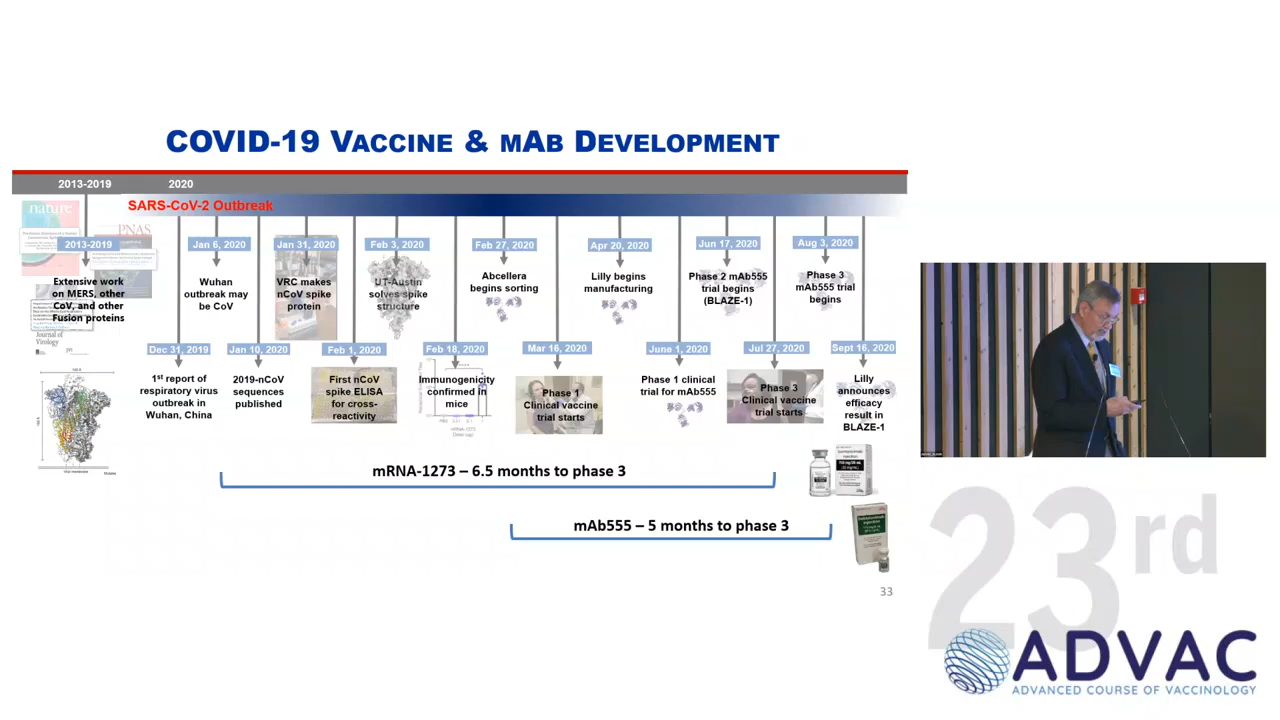 COVID-19 VACCINE & MAB DEVELOPMENT
2013-2019
2020
SARS-CoV-2 Outbreak
nature
PNAS
2013-2019
Extensive work
on MERS, other
CoV, and other
Fusion proteins
Journal of
Virology
Jan 6, 2020
Wuhan
outbreak may
be CoV
Jan 31, 2020
VRC makes
nCoV spike
protein
Feb 3, 2020
UT-Austin
solves spike
structure
Feb 27, 2020
Abcellera
begins sorting
Apr 20, 2020
Lilly begins
manufacturing
Jun 17, 2020
Phase 2 mAb555
trial begins
(BLAZE-1)
Aug 3, 2020
Phase 3
mAb555 trial
begins
Dec 31, 2019
1st report of
respiratory virus
outbreak in
Wuhan, China
Jan 10, 2020
2019-nCoV
sequences
published
Feb 1, 2020
First nCoV
spike ELISA
for cross-
reactivity
Feb 18, 2020
Immunogenicity
confirmed in
mice
Mar 16, 2020
Phase 1
Clinical vaccine
trial starts
June 1, 2020
Phase 1 clinical
trial for mAb555
Jul 27, 2020
Phase 3
Clinical vaccine
trial starts
Sept 16, 2020
Lilly
announces
efficacy
result in
BLAZE-1
mRNA-1273 – 6.5 months to phase 3
mAb555 – 5 months to phase 3
33
23rd
ADVAC
ADVANCED COURSE OF VACCINOLOGY